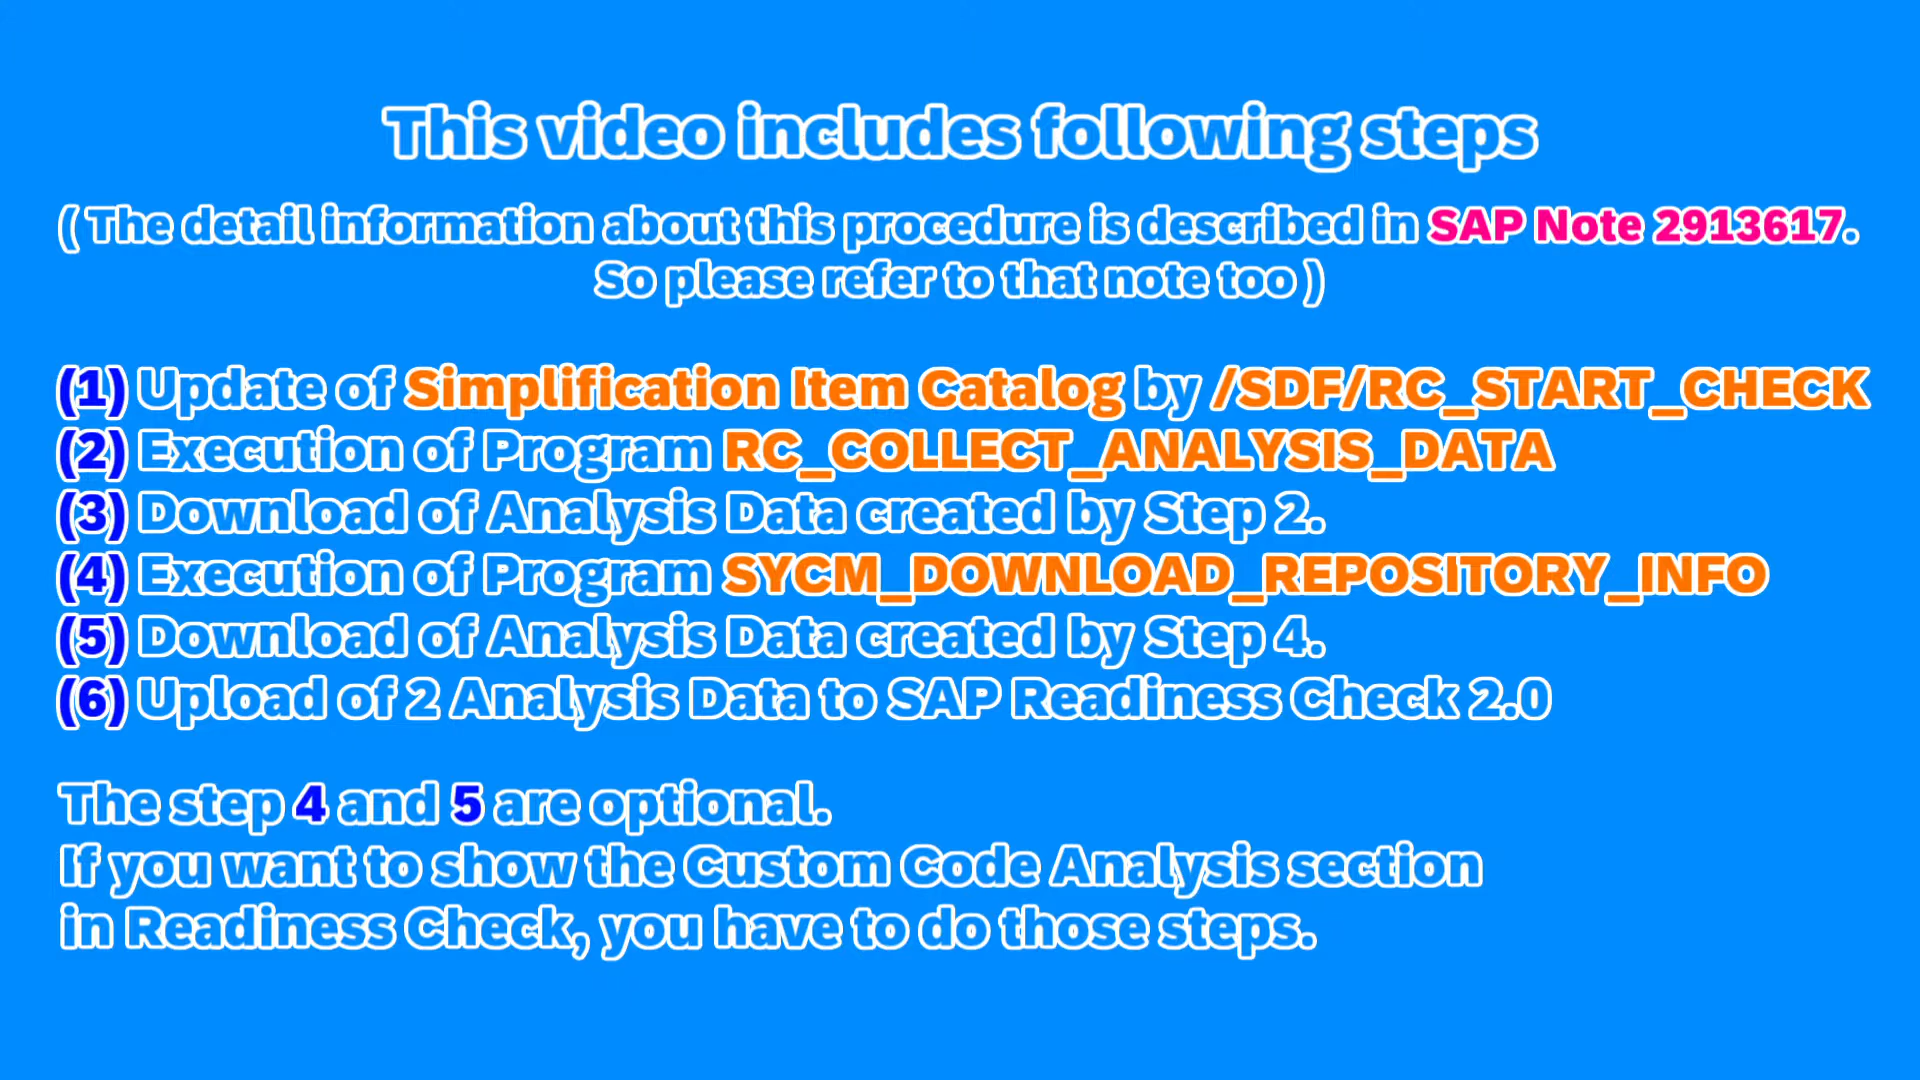 This video includes following steps
( The detail information about this procedure is described in SAP Note 2913617.
So please refer to that note too )
(1) Update of Simplification Item Catalog by /SDF/RC_START_CHECK
(2) Execution of Program RC_COLLECT_ANALYSIS_DATA
(3) Download of Analysis Data created by Step 2.
(4) Execution of Program SYCM_DOWNLOAD_REPOSITORY_INFO
(5) Download of Analysis Data created by Step 4.
(6) Upload of 2 Analysis Data to SAP Readiness Check 2.0
The step 4 and 5 are optional.
If you want to show the Custom Code Analysis section
in Readiness Check, you have to do those steps.